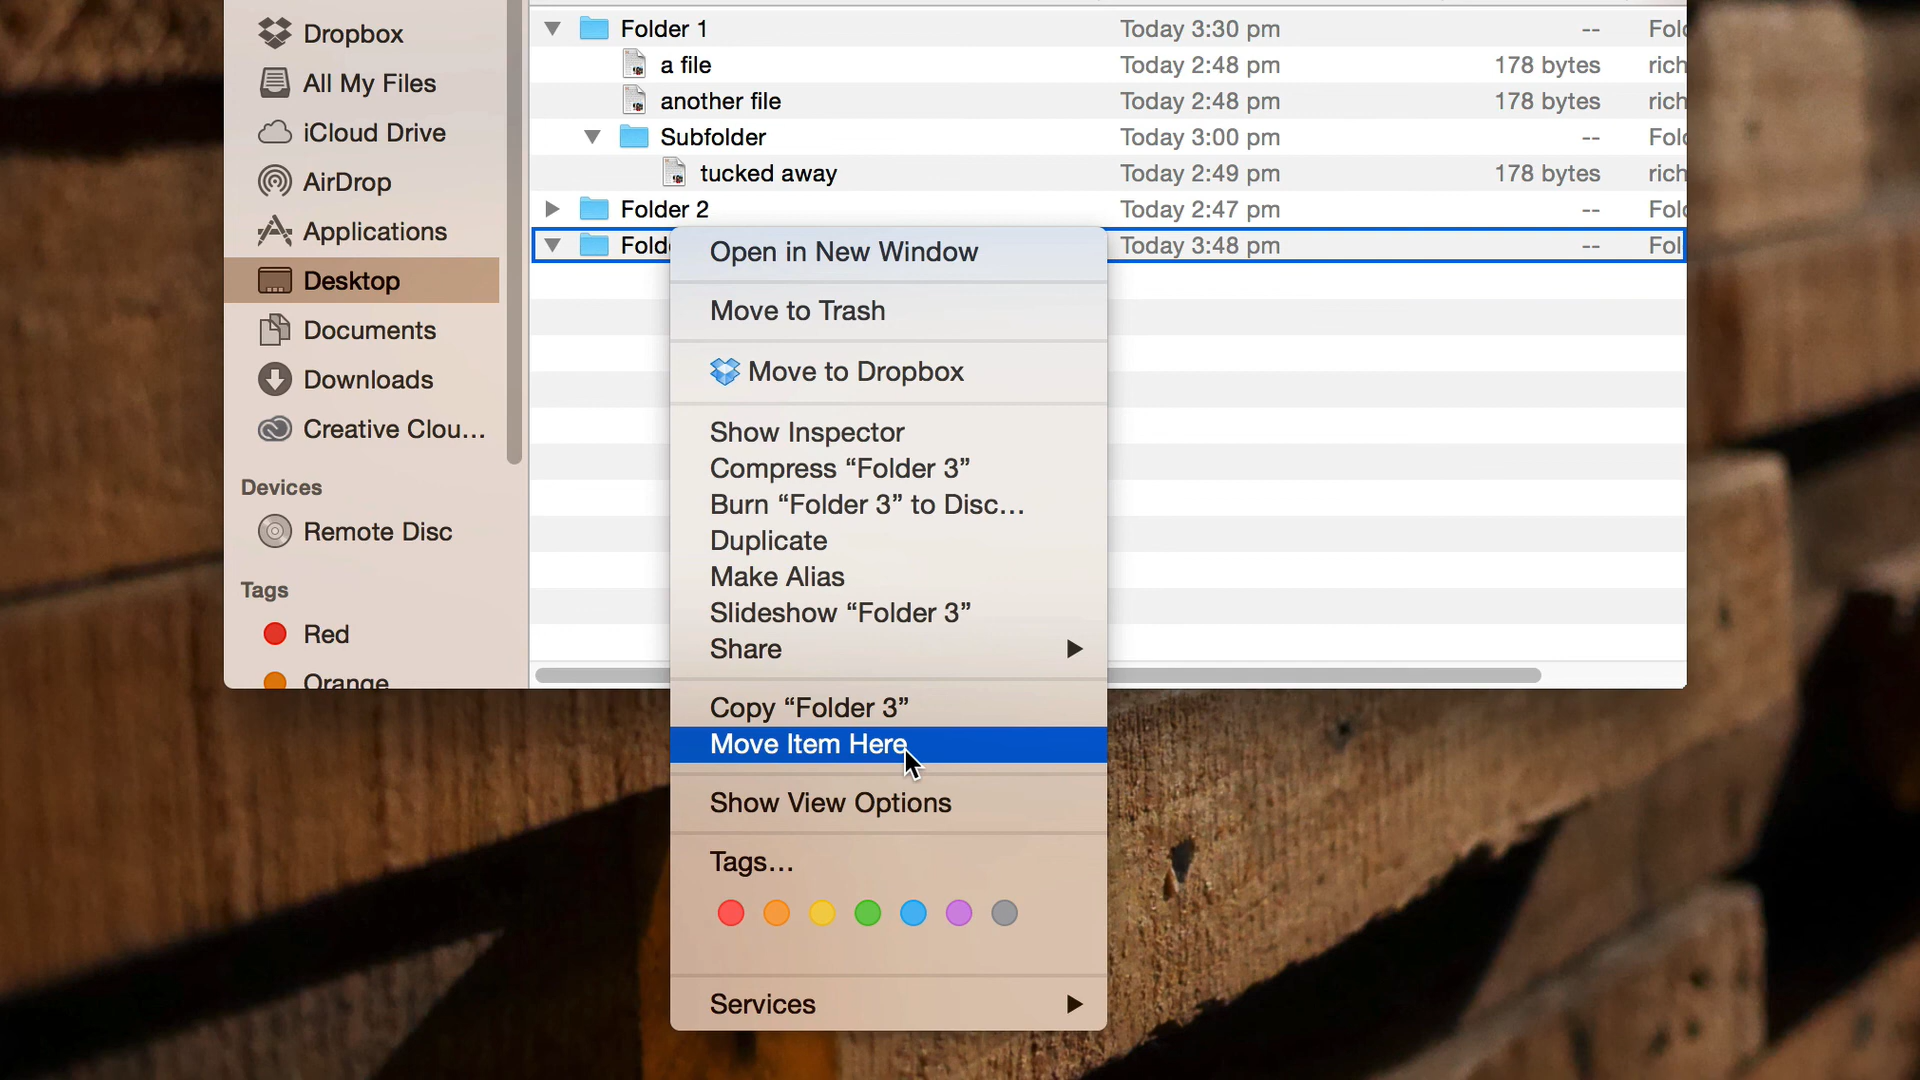 Dropbox
All My Files
iCloud Drive
AirDrop
Applications
Desktop
Documents
Downloads
Creative Clou...
Devices
Remote Disc
Tags
Red
Orange
Folder 1 Today 3:30 pm --
a file Today 2:48 pm 178 bytes rich
another file Today 2:48 pm 178 bytes rich
Subfolder Today 3:00 pm --
tucked away Today 2:49 pm 178 bytes rich
Folder 2 Today 2:47 pm --
Today 3:48 pm -- Fol
Open in New Window
Move to Trash
Move to Dropbox
Show Inspector
Compress “Folder 3”
Burn “Folder 3” to Disc...
Duplicate
Make Alias
Slideshow “Folder 3”
Share
Copy “Folder 3”
Move Item Here
Show View Options
Tags...
Services